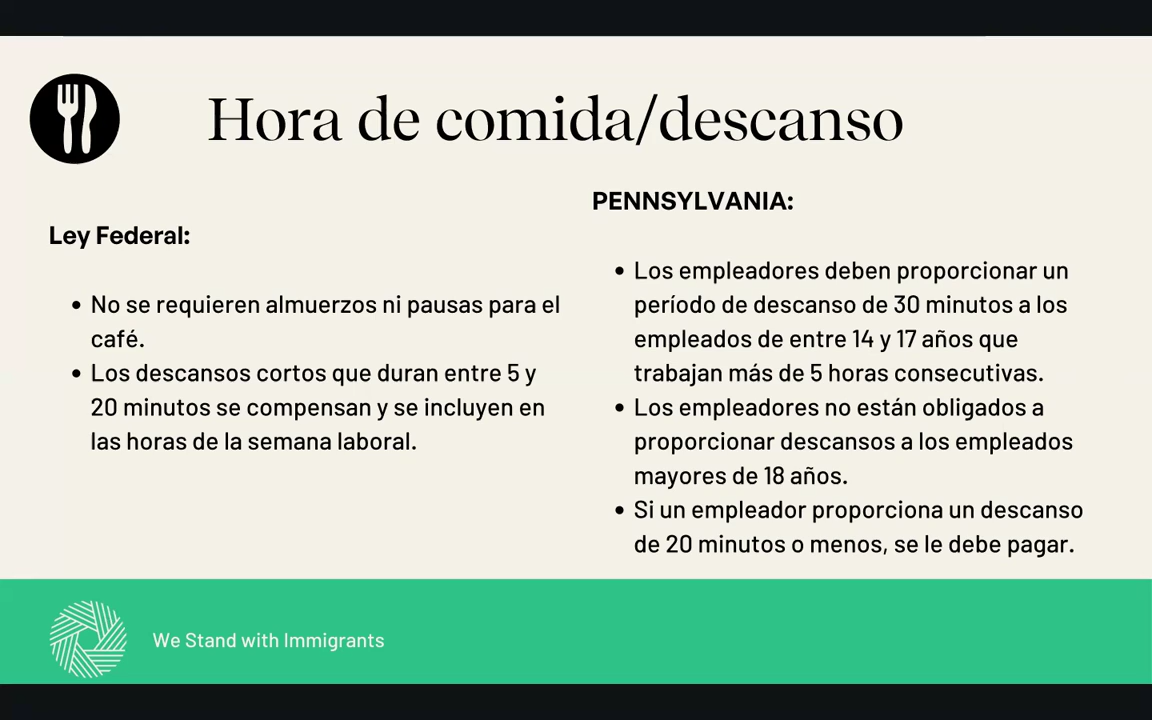 Hora de comida/descanso
Ley Federal:
No se requieren almuerzos ni pausas para el
café.
Los descansos cortos que duran entre 5 y
20 minutos se compensan y se incluyen en
las horas de la semana laboral.
PENNSYLVANIA:
Los empleadores deben proporcionar un
período de descanso de 30 minutos a los
empleados de entre 14 y 17 años que
trabajan más de 5 horas consecutivas.
Los empleadores no están obligados a
proporcionar descansos a los empleados
mayores de 18 años.
Si un empleador proporciona un descanso
de 20 minutos o menos, se le debe pagar.
We Stand with Immigrants